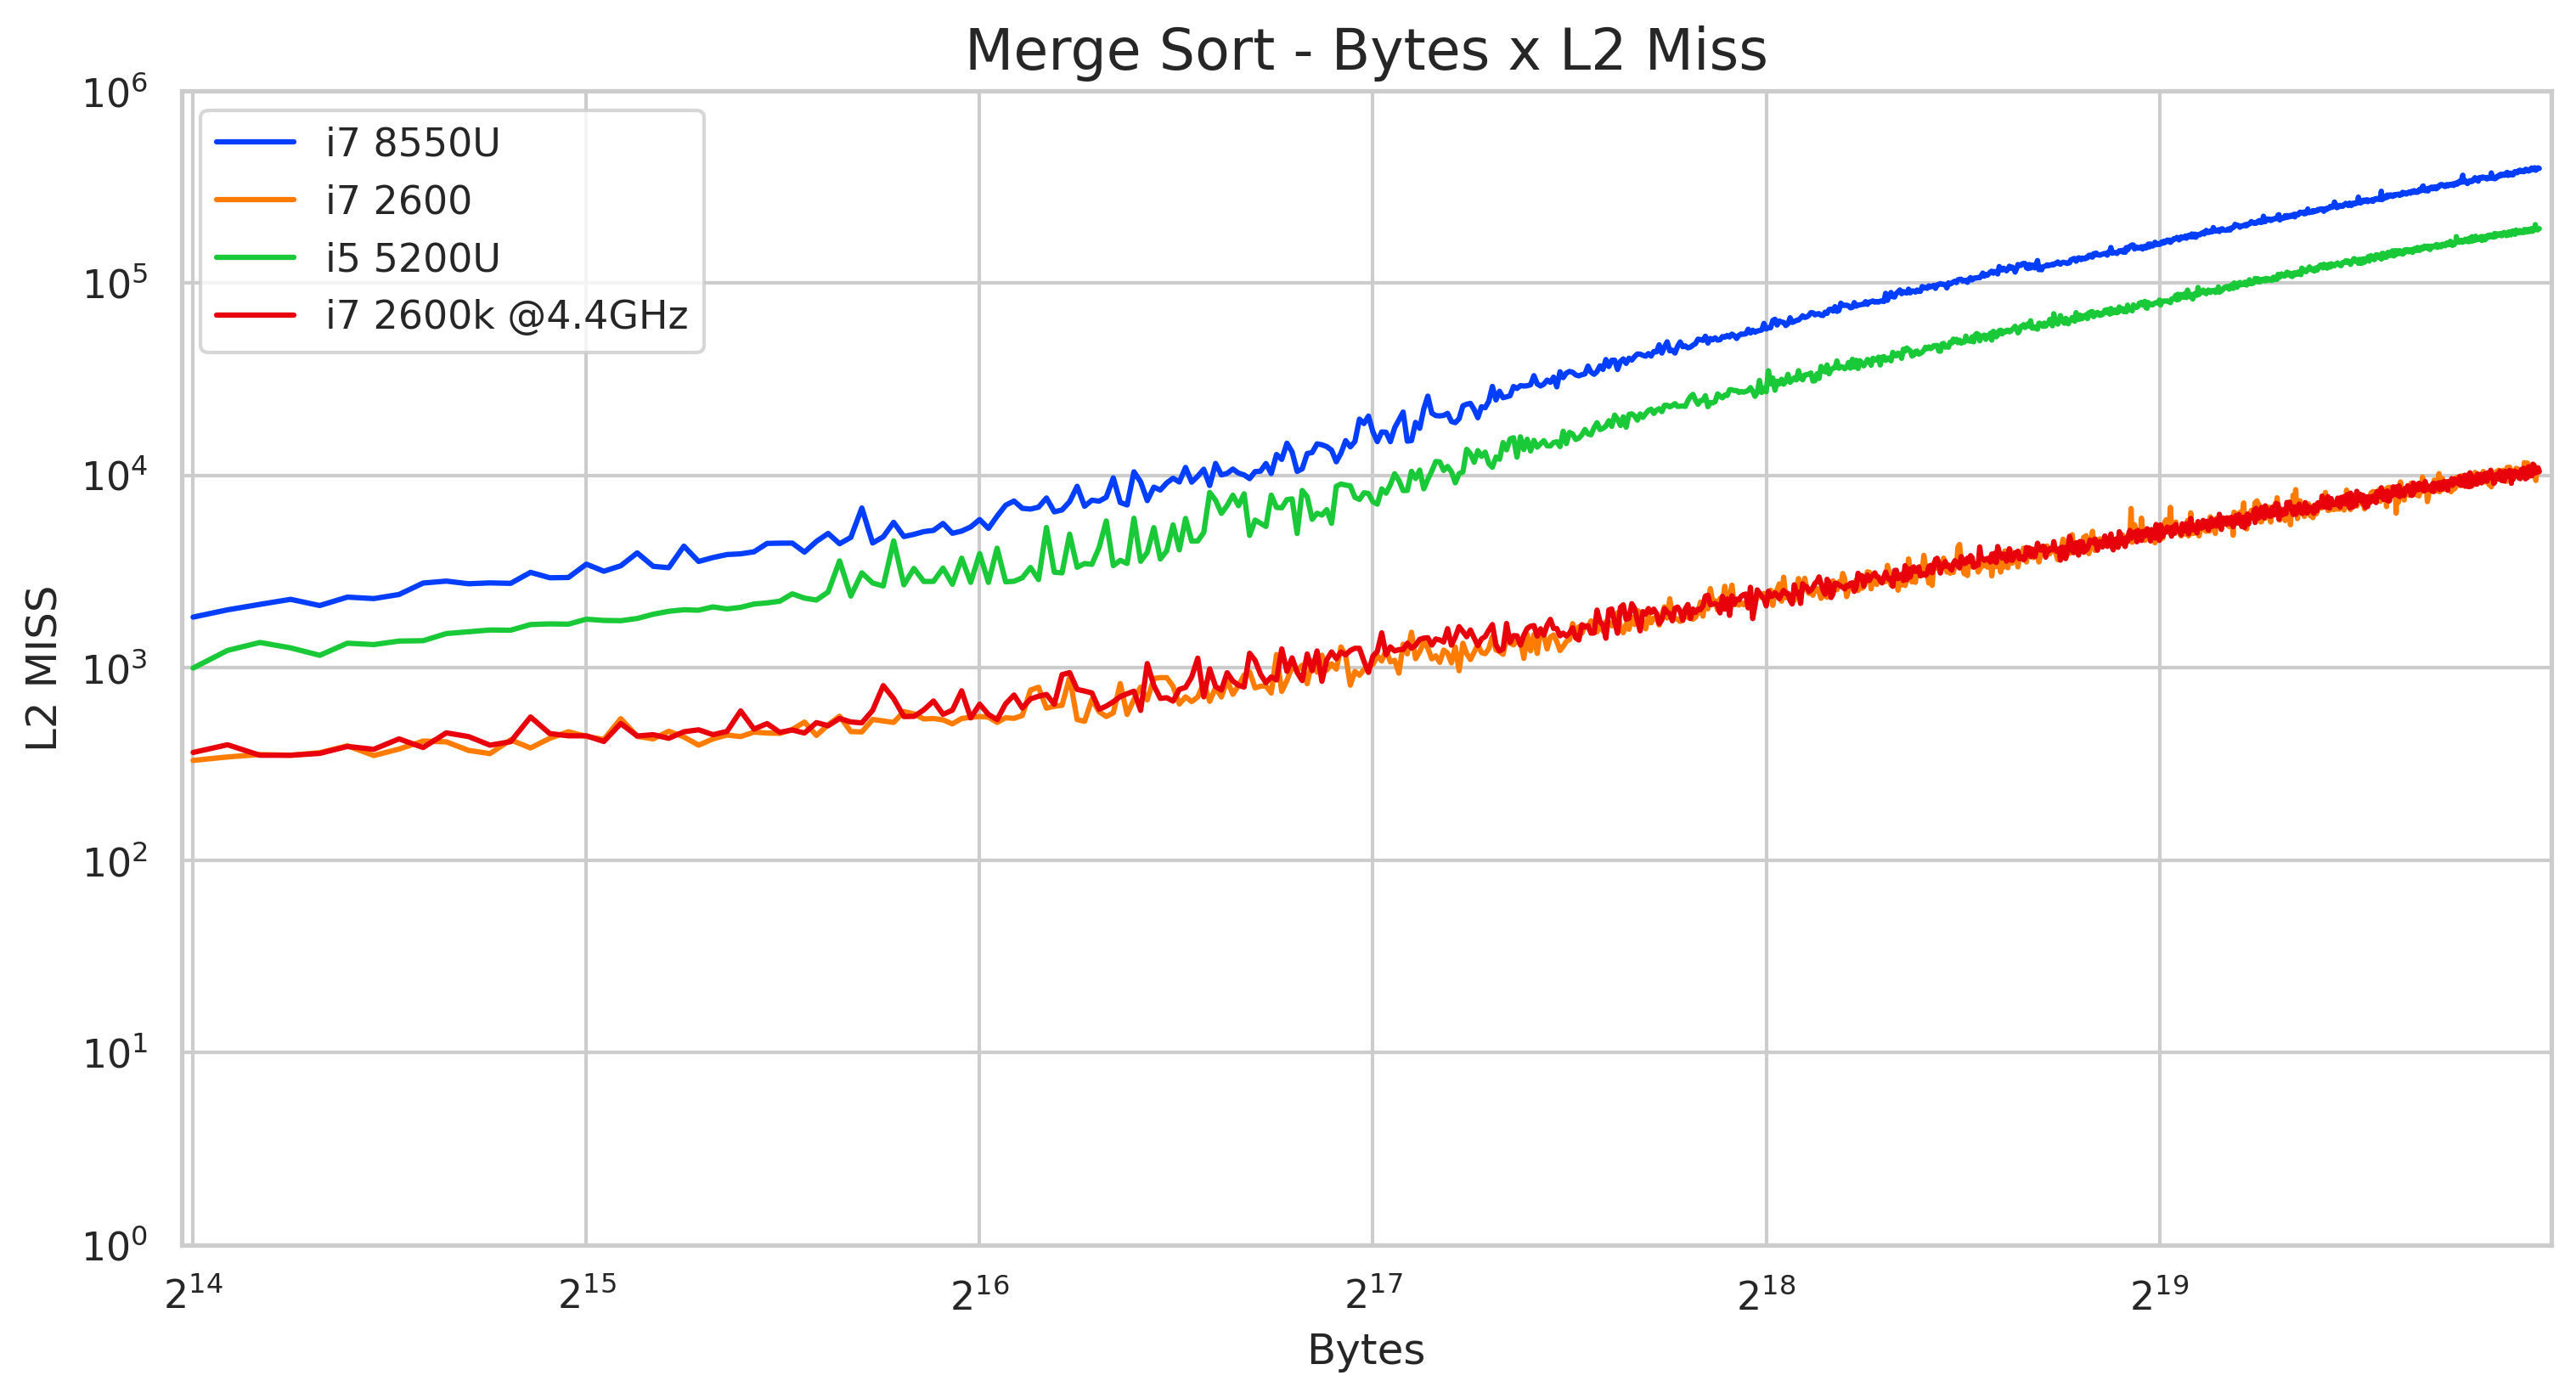 Merge Sort - Bytes x L2 Miss
i7 8550U
i7 2600
i5 5200U
i7 2600k @4.4GHz
L2 MISS
10⁶
10⁵
10⁴
10³
10²
10¹
10⁰
2¹⁴ 2¹⁵ 2¹⁶ 2¹⁷ 2¹⁸ 2¹⁹
Bytes